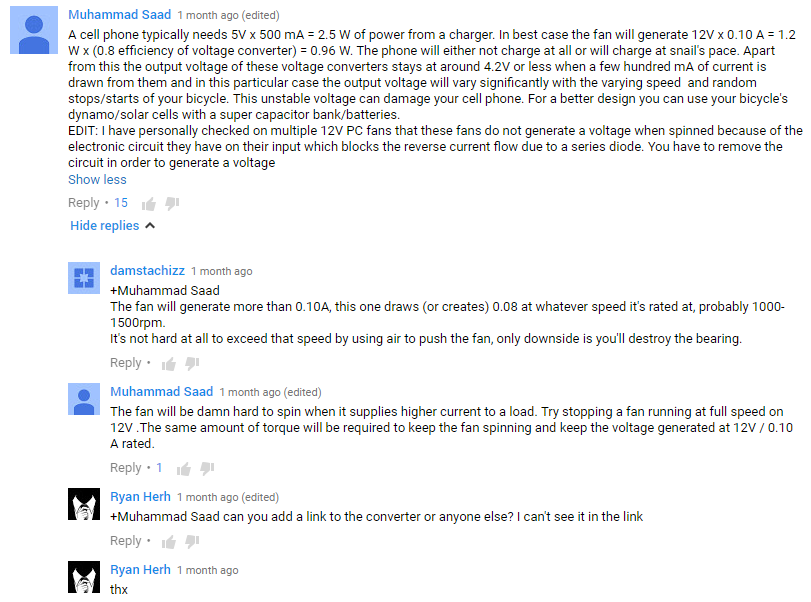 Muhammad Saad 1 month ago (edited)
A cell phone typically needs 5V x 500 mA = 2.5 W of power from a charger. In best case the fan will generate 12V x 0.10 A = 1.2
W x (0.8 efficiency of voltage converter) = 0.96 W. The phone will either not charge at all or will charge at snail's pace. Apart
from this the output voltage of these voltage converters stays at around 4.2V or less when a few hundred mA of current is
drawn from them and in this particular case the output voltage will vary significantly with the varying speed and random
stops/starts of your bicycle. This unstable voltage can damage your cell phone. For a better design you can use your bicycle's
dynamo/solar cells with a super capacitor bank/batteries.
EDIT: I have personally checked on multiple 12V PC fans that these fans do not generate a voltage when spinned because of the
electronic circuit they have on their input which blocks the reverse current flow due to a series diode. You have to remove the
circuit in order to generate a voltage
Show less
Reply • 15
Hide replies
damstachizz 1 month ago
+Muhammad Saad
The fan will generate more than 0.10A, this one draws (or creates) 0.08 at whatever speed it's rated at, probably 1000-
1500rpm.
It's not hard at all to exceed that speed by using air to push the fan, only downside is you'll destroy the bearing.
Reply •
Muhammad Saad 1 month ago (edited)
The fan will be damn hard to spin when it supplies higher current to a load. Try stopping a fan running at full speed on
12V .The same amount of torque will be required to keep the fan spinning and keep the voltage generated at 12V / 0.10
A rated.
Reply • 1
Ryan Herh 1 month ago (edited)
+Muhammad Saad can you add a link to the converter or anyone else? I can't see it in the link
Reply •
Ryan Herh 1 month ago
thx